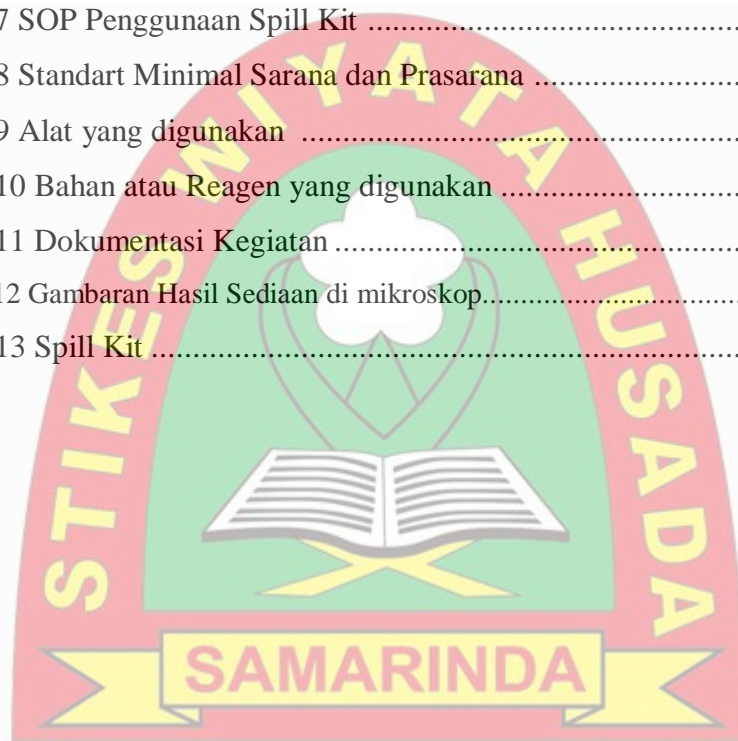 7 SOP Penggunaan Spill Kit ........................................
8 Standart Minimal Sarana dan Prasarana ........................
9 Alat yang digunakan ..................................................
10 Bahan atau Reagen yang digunakan ...........................
11 Dokumentasi Kegiatan ..............................................
12 Gambaran Hasil Sediaan di mikroskop.............................
13 Spill Kit ....................................................................
STIKES WIYATA HUSADA
SAMARINDA